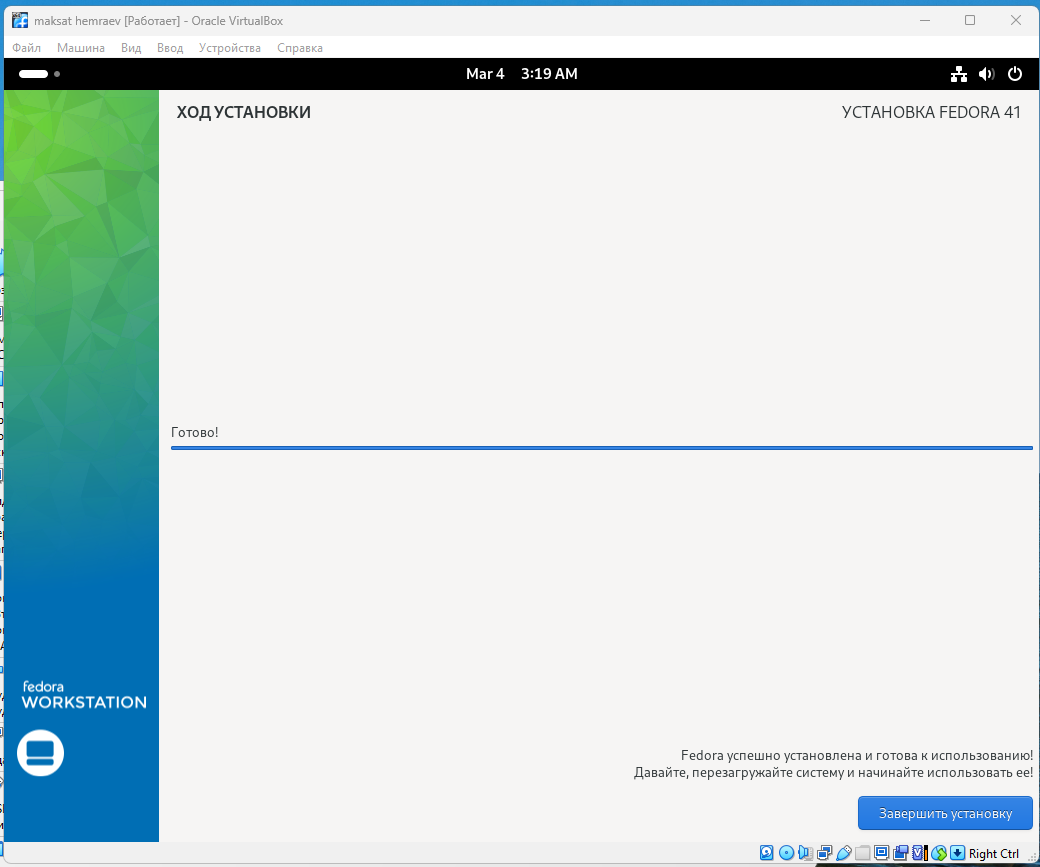 maksat hemraev [Работает] - Oracle VirtualBox
Файл Машина Вид Ввод Устройства Справка
Mar 4 3:19 AM
ХОД УСТАНОВКИ
УСТАНОВКА FEDORA 41
Готово!
fedora
WORKSTATION
Fedora успешно установлена и готова к использованию!
Давайте, перезагружайте систему и начинайте использовать ее!
Завершить установку
Right Ctrl